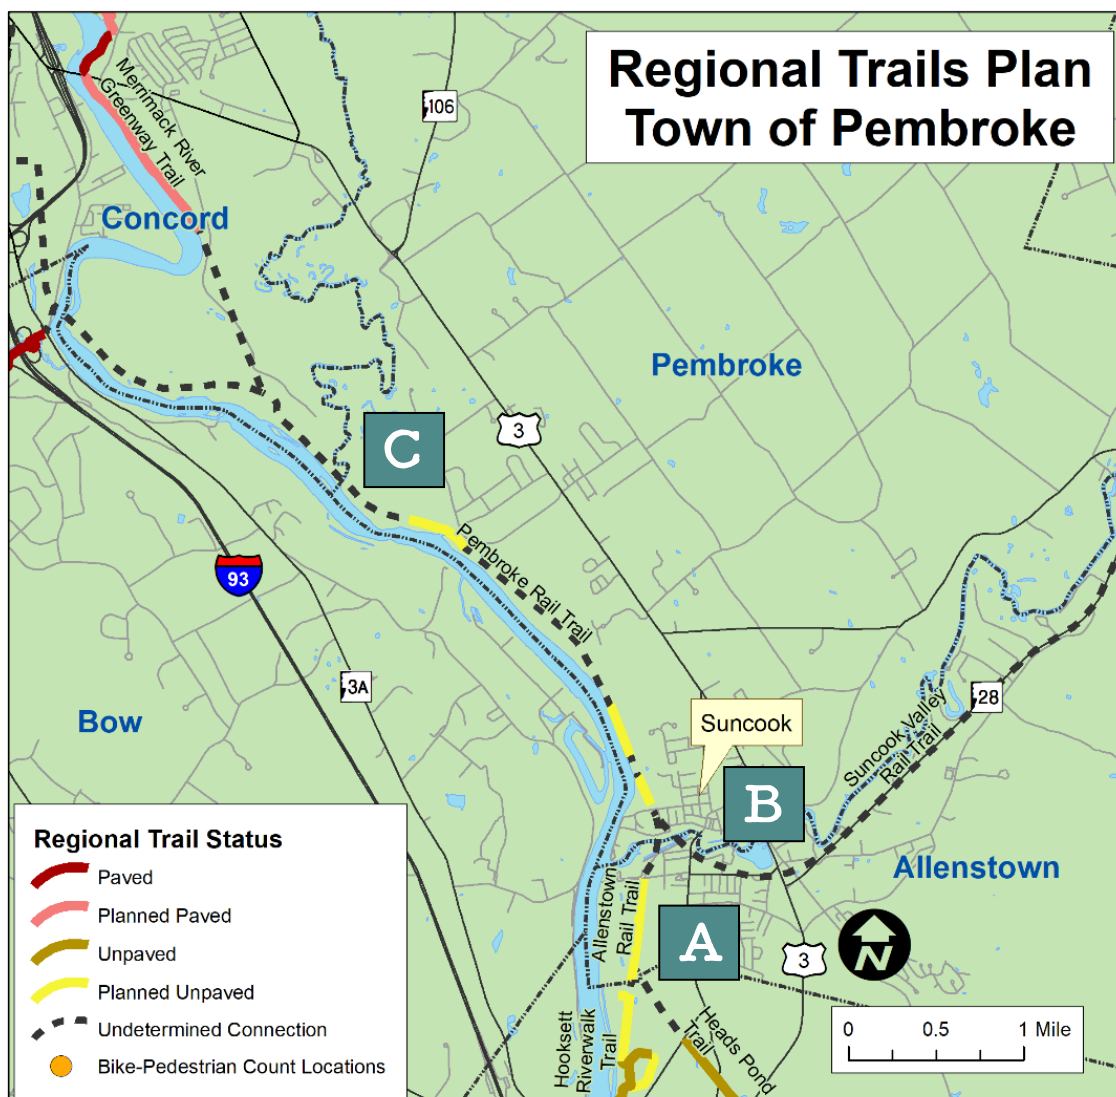 Regional Trails Plan
Town of Pembroke
Merrimack River
Greenway Trail
106
Concord
Pembroke
3
C
Pembroke Rail Trail
93
3A
Bow
28
Suncook
Suncook Valley
Rail Trail
B
Allenstown
Allenstown
Rail Trail
A
3
N
Hooksett
Riverwalk
Trail
Heads Pond
Trail
0 0.5 1 Mile
Regional Trail Status
Paved
Planned Paved
Unpaved
Planned Unpaved
Undetermined Connection
Bike-Pedestrian Count Locations